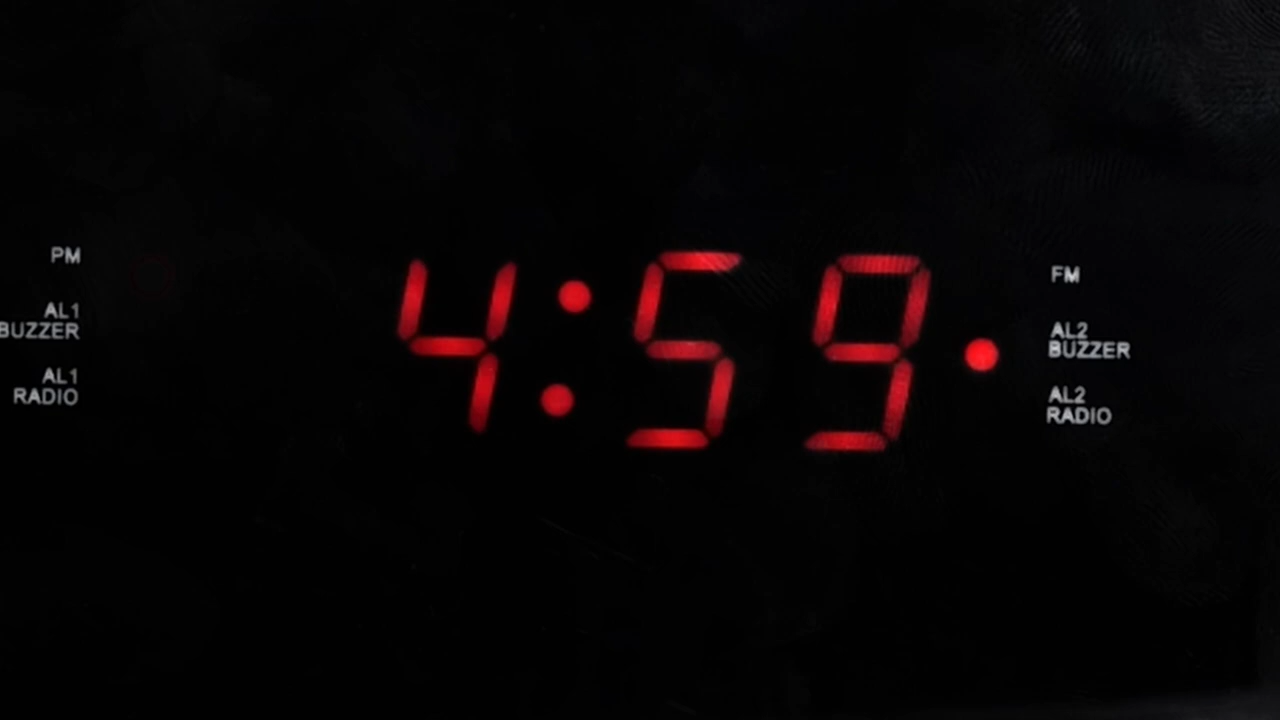 PM
AL1
BUZZER
AL1
RADIO
4:59
FM
AL2
BUZZER
AL2
RADIO